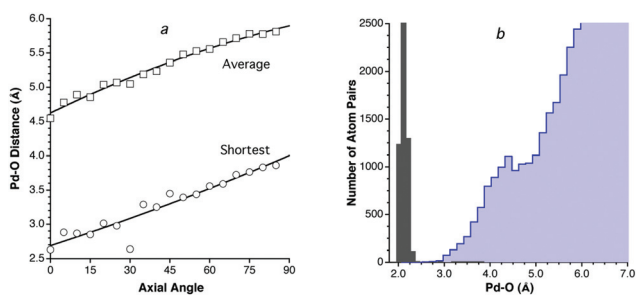 a
6.0
5.5
5.0
4.5
4.0
3.5
3.0
2.5
Pd-O Distance (Å)
Average
Shortest
0 15 30 45 60 75 90
Axial Angle
b
2500
2000
1500
1000
500
0
Number of Atom Pairs
2.0 3.0 4.0 5.0 6.0 7.0
Pd-O (Å)